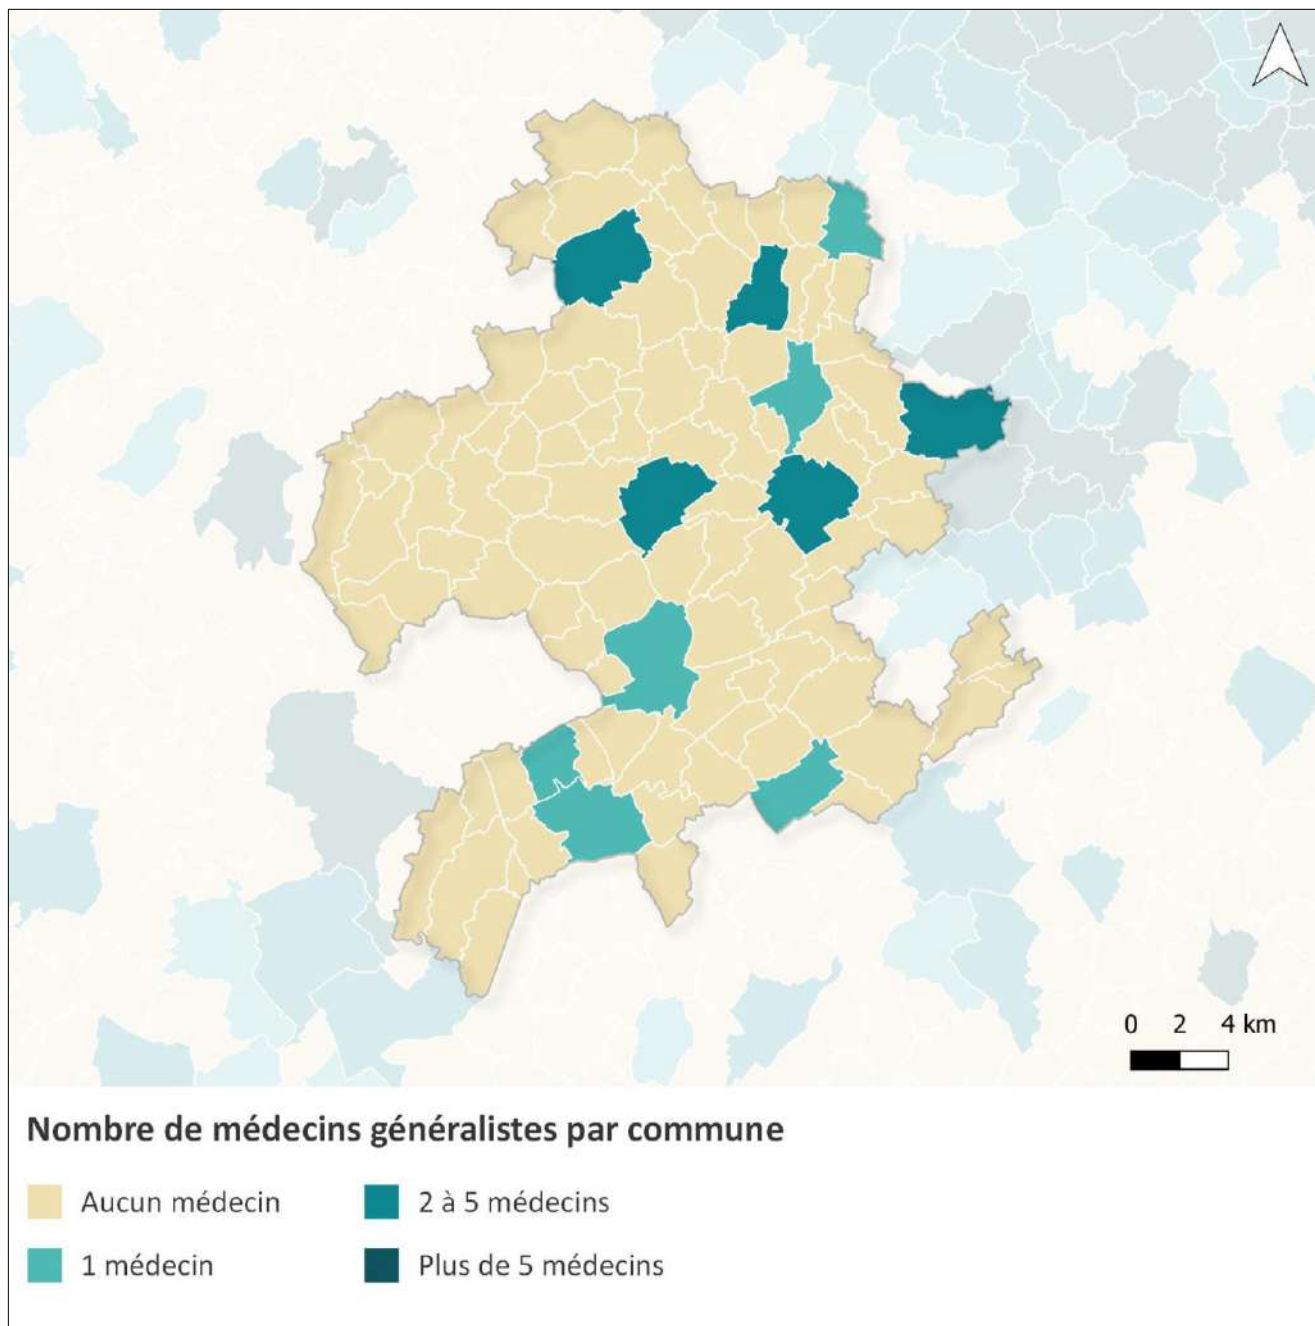 0 2 4 km
Nombre de médecins généralistes par commune
Aucun médecin
2 à 5 médecins
1 médecin
Plus de 5 médecins